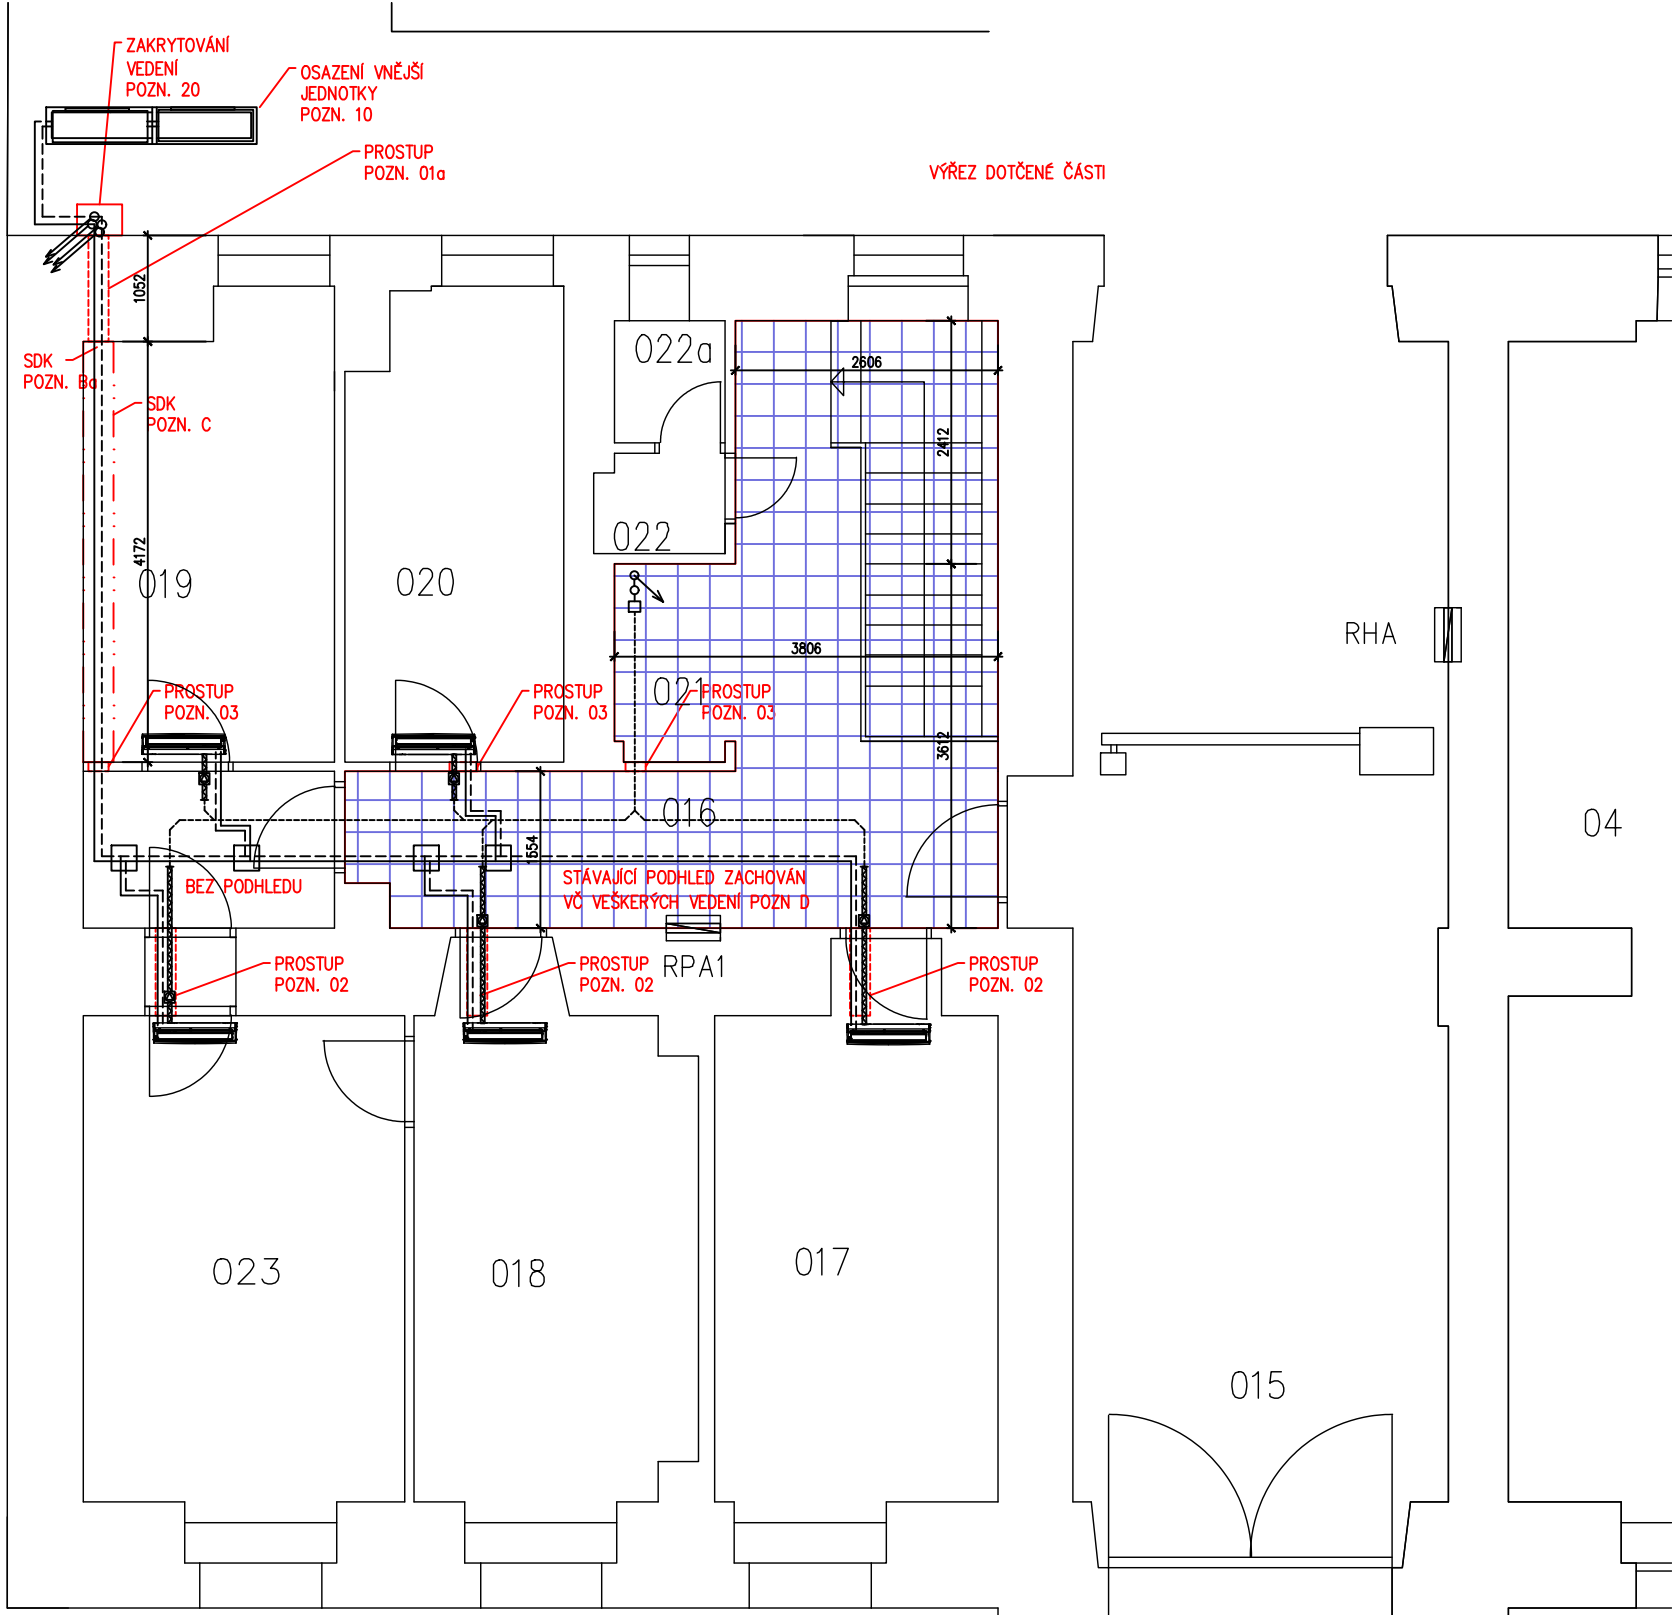 ZAKRYTOVÁNÍ
VEDENÍ
POZN. 20
OSAZENÍ VNĚJŠÍ
JEDNOTKY
POZN. 10
PROSTUP
POZN. 01a
VÝŘEZ DOTČENÉ ČÁSTI
1052
SDK
POZN. Ba
SDK
POZN. C
022a
2606
2412
022
4172
019
020
RHA
3806
021
PROSTUP
POZN. 03
PROSTUP
POZN. 03
PROSTUP
POZN. 03
3612
016
04
1554
BEZ PODHLEDU
STÁVAJÍCÍ PODHLED ZACHOVÁN
VČ VEŠKERÝCH VEDENÍ POZN D
RPA1
PROSTUP
POZN. 02
PROSTUP
POZN. 02
PROSTUP
POZN. 02
023
018
017
015